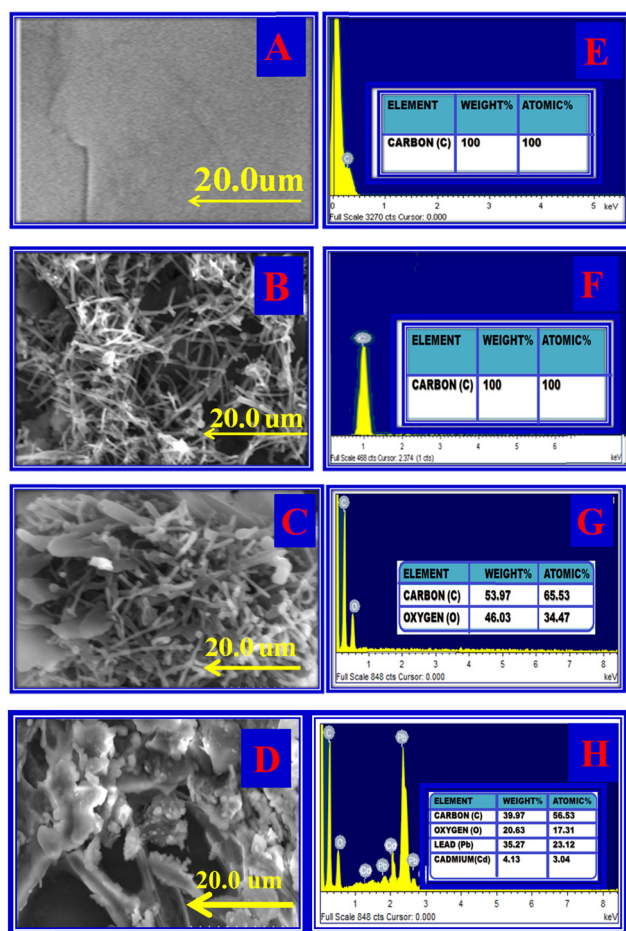 A
20.0um
E
ELEMENT WEIGHT% ATOMIC%
CARBON (C) 100 100
C
0 1 2 3 4 5 keV
Full Scale 3270 cts Cursor: 0.000
B
20.0 um
F
ELEMENT WEIGHT% ATOMIC%
CARBON (C) 100 100
1 2 3 4 5 6
Full Scale 468 cts Cursor: 2.374 (1 cts) keV
C
20.0 um
G
C
O
ELEMENT WEIGHT% ATOMIC%
CARBON (C) 53.97 65.53
OXYGEN (O) 46.03 34.47
1 2 3 4 5 6 7 8
Full Scale 848 cts Cursor: 0.000 keV
D
20.0 um
H
C Pb
O Cd
Cd Pb Pb
ELEMENT WEIGHT% ATOMIC%
CARBON (C) 39.97 56.53
OXYGEN (O) 20.63 17.31
LEAD (Pb) 35.27 23.12
CADMIUM(Cd) 4.13 3.04
1 2 3 4 5 6 7 8
Full Scale 848 cts Cursor: 0.000 keV